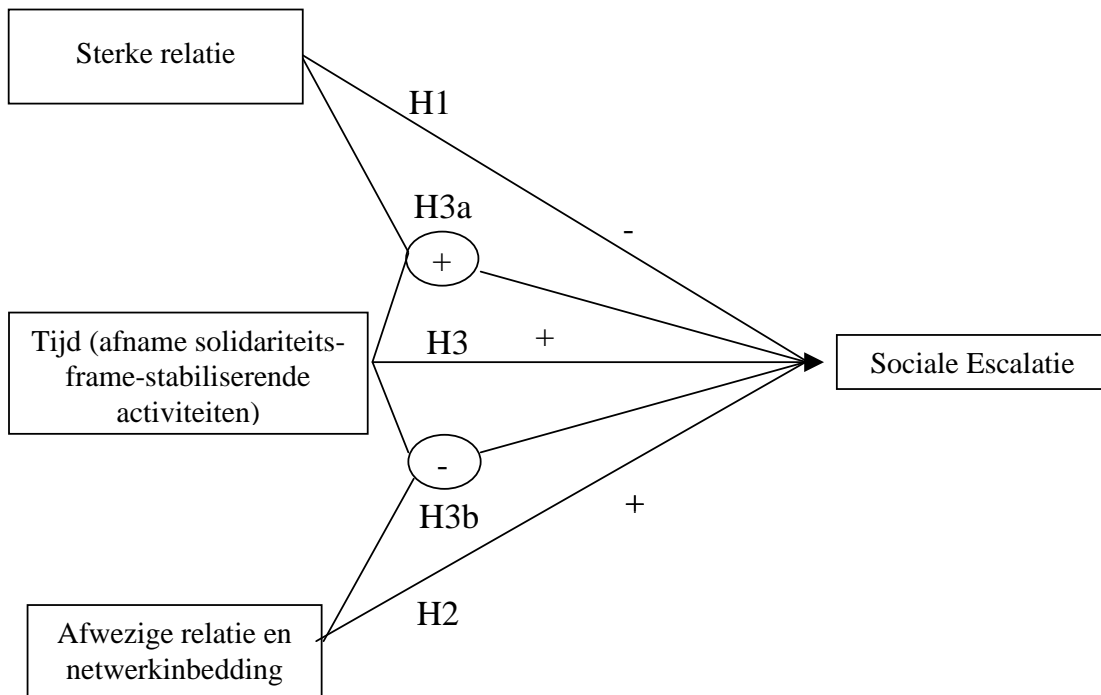 Sterke relatie
H1
H3a
-
+
Tijd (afname solidariteits-
frame-stabiliserende
activiteiten)
H3
+
Sociale Escalatie
-
H3b
+
H2
Afwezige relatie en
netwerkinbedding